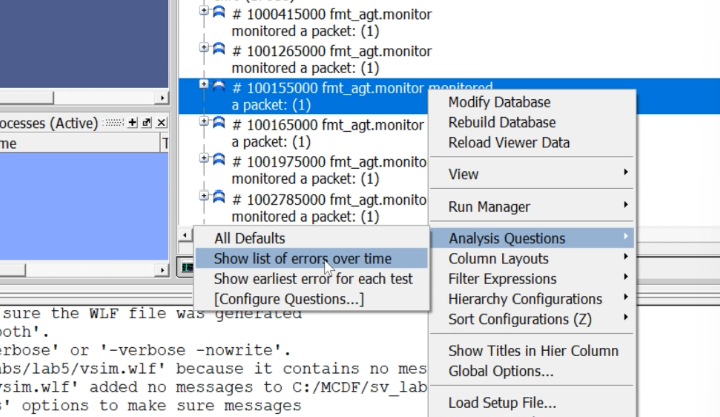 # 1000415000 fmt_agt.monitor
monitored a packet: (1)
# 1001265000 fmt_agt.monitor
monitored a packet: (1)
# 100155000 fmt_agt.monitor monitored
a packet: (1)
# 100165000 fmt_agt.monitor
a packet: (1)
# 1001975000 fmt_agt.monito
monitored a packet: (1)
# 1002785000 fmt_agt.monito
monitored a packet: (1)
ocesses (Active)
me
Modify Database
Rebuild Database
Reload Viewer Data
View
Run Manager
Analysis Questions
Column Layouts
Filter Expressions
Hierarchy Configurations
Sort Configurations (Z)
Show Titles in Hier Column
Global Options...
Load Setup File...
All Defaults
Show list of errors over time
Show earliest error for each test
[Configure Questions...]
sure the WLF file was generated
ooth'.
erbose' or '-verbose -nowrite'.
abs/lab5/vsim.wlf' because it contains no mes
vsim.wlf' added no messages to C:/MCDF/sv_lab
s' options to make sure messages